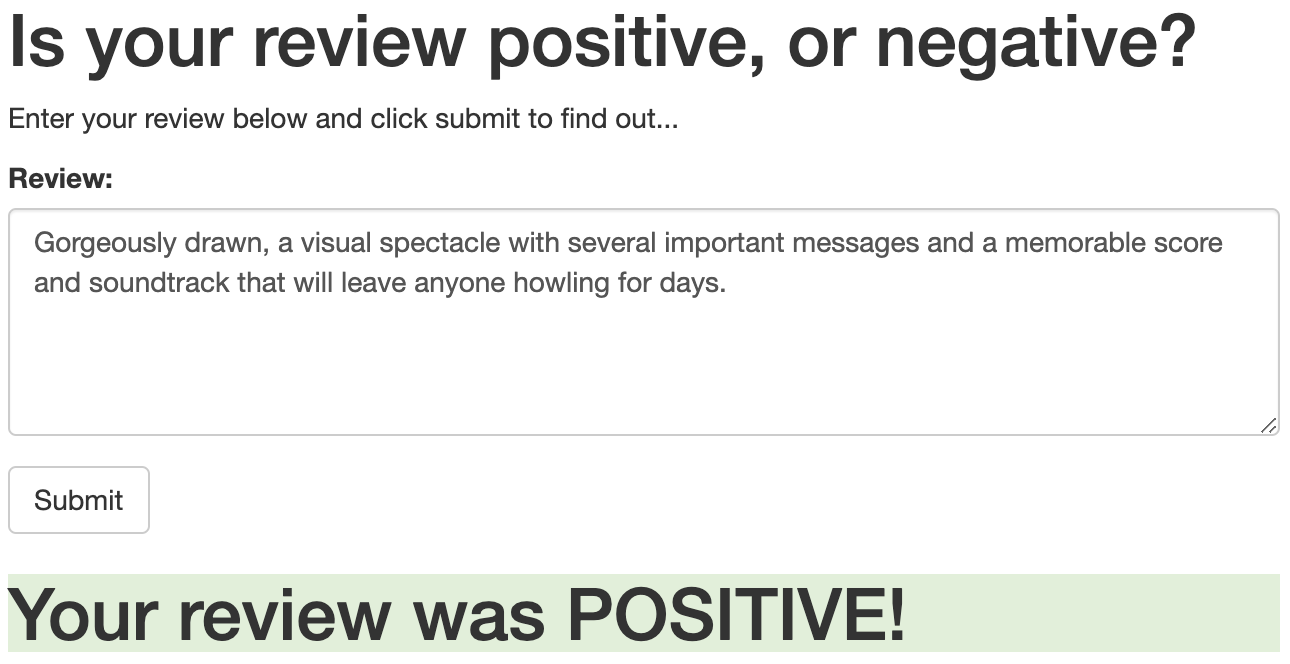 Is your review positive, or negative?
Enter your review below and click submit to find out...
Review:
Gorgeously drawn, a visual spectacle with several important messages and a memorable score
and soundtrack that will leave anyone howling for days.
Submit
Your review was POSITIVE!